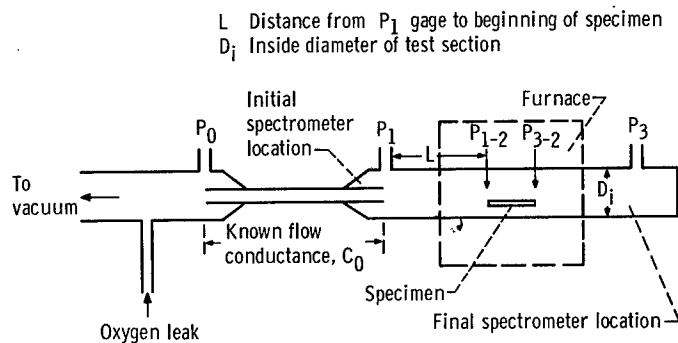 L Distance from P1 gage to beginning of specimen
Di Inside diameter of test section
Initial
spectrometer
location
Furnace
P0
P1
P1-2
P3-2
P3
L
Di
To
vacuum
Known flow
conductance, C0
Specimen
Oxygen leak
Final spectrometer location